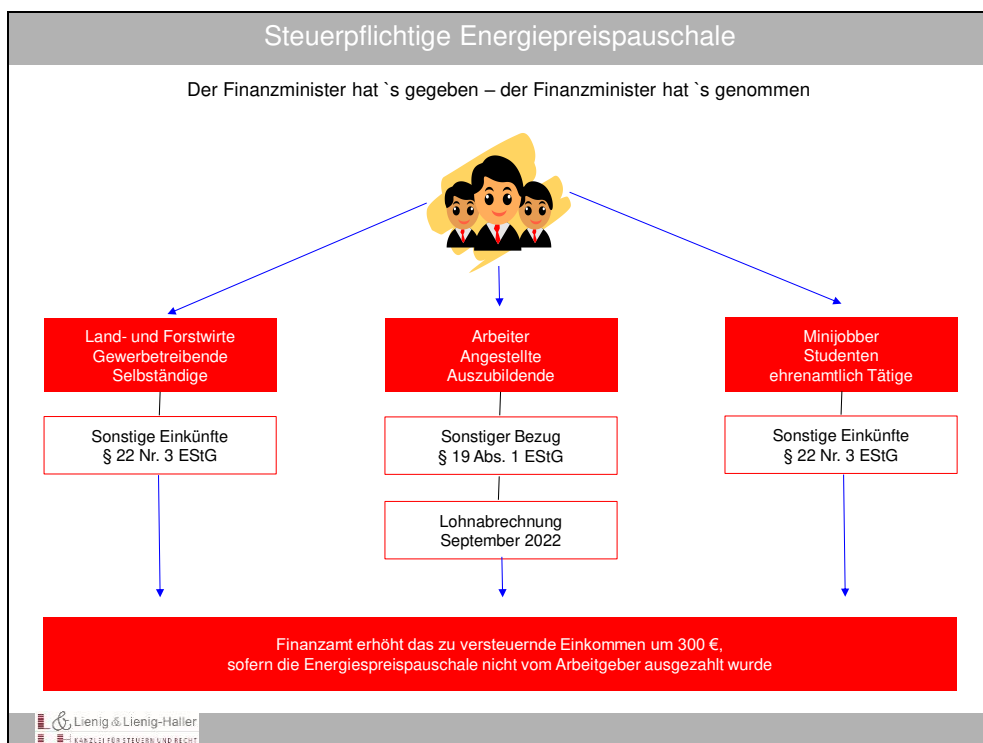 Steuerpflichtige Energiepreispauschale
Der Finanzminister hat `s gegeben – der Finanzminister hat `s genommen
Land- und Forstwirte
Gewerbetreibende
Selbständige
Sonstige Einkünfte
§ 22 Nr. 3 EStG
Arbeiter
Angestellte
Auszubildende
Sonstiger Bezug
§ 19 Abs. 1 EStG
Lohnabrechnung
September 2022
Minijobber
Studenten
ehrenamtlich Tätige
Sonstige Einkünfte
§ 22 Nr. 3 EStG
Finanzamt erhöht das zu versteuernde Einkommen um 300 €,
sofern die Energiespreispauschale nicht vom Arbeitgeber ausgezahlt wurde
Lienig & Lienig-Haller
KANZLEI FÜR STEUERN UND RECHT